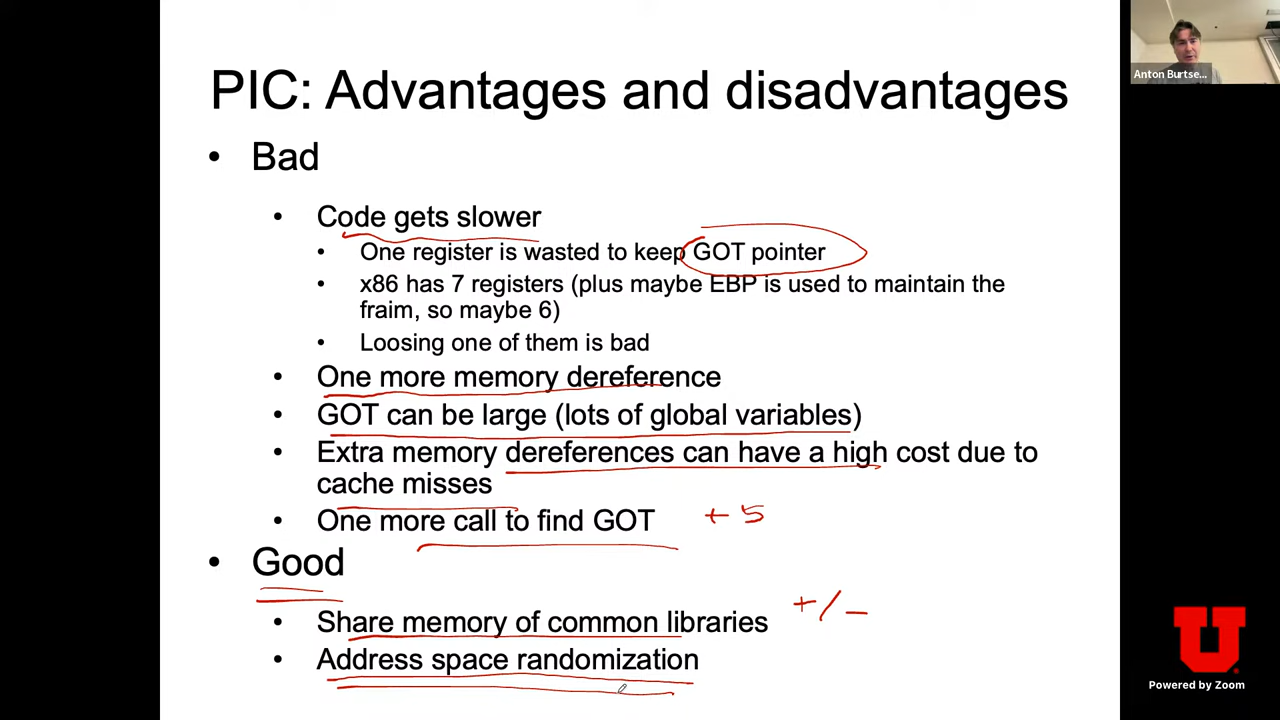 PIC: Advantages and disadvantages
• Bad
• Code gets slower
• One register is wasted to keep GOT pointer
• x86 has 7 registers (plus maybe EBP is used to maintain the
fraim, so maybe 6)
• Loosing one of them is bad
• One more memory dereference
• GOT can be large (lots of global variables)
• Extra memory dereferences can have a high cost due to
cache misses
• One more call to find GOT + 5
• Good
• Share memory of common libraries +/-
• Address space randomization
Anton Burtse...
U
Powered by Zoom